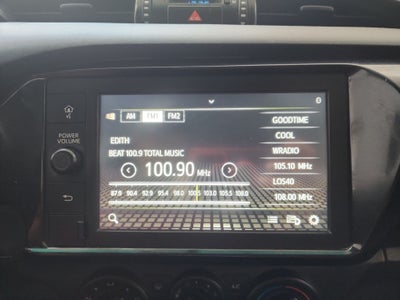 AM FM1 FM2
GOODTIME
COOL
EDITH
WRADIO
BEAT 100.9 TOTAL MUSIC
105.10 MHz
100.90 MHz
LOS40
108.00 MHz
87.9 90.4 92.9 95.4 98.0 100.5 103.0 105.5 108.0
POWER
VOLUME